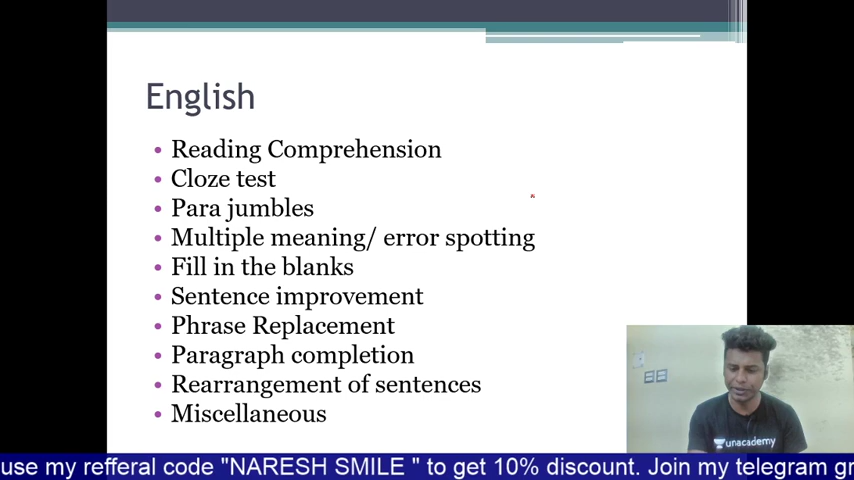 English
• Reading Comprehension
• Cloze test
• Para jumbles
• Multiple meaning/ error spotting
• Fill in the blanks
• Sentence improvement
• Phrase Replacement
• Paragraph completion
• Rearrangement of sentences
• Miscellaneous
unacademy
use my refferal code "NARESH SMILE " to get 10% discount. Join my telegram gr